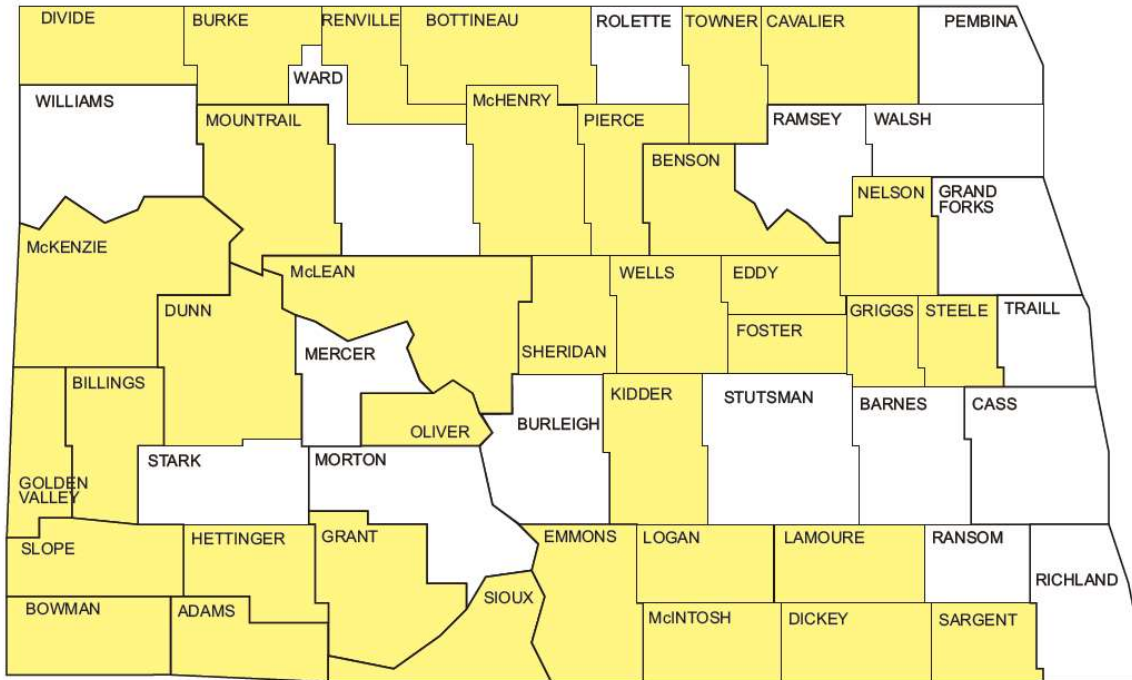 DIVIDE
BURKE
RENVILLE
BOTTINEAU
ROLETTE
TOWNER
CAVALIER
PEMBINA
WARD
WILLIAMS
McHENRY
MOUNTRAIL
PIERCE
RAMSEY
WALSH
BENSON
NELSON
GRAND
FORKS
McKENZIE
McLEAN
WELLS
EDDY
DUNN
GRIGGS
STEELE
TRAILL
FOSTER
MERCER
SHERIDAN
BILLINGS
KIDDER
STUTSMAN
BARNES
CASS
OLIVER
BURLEIGH
STARK
MORTON
GOLDEN
VALLEY
SLOPE
HETTINGER
GRANT
EMMONS
LOGAN
LAMOURE
RANSOM
RICHLAND
SIOUX
BOWMAN
ADAMS
McINTOSH
DICKEY
SARGENT